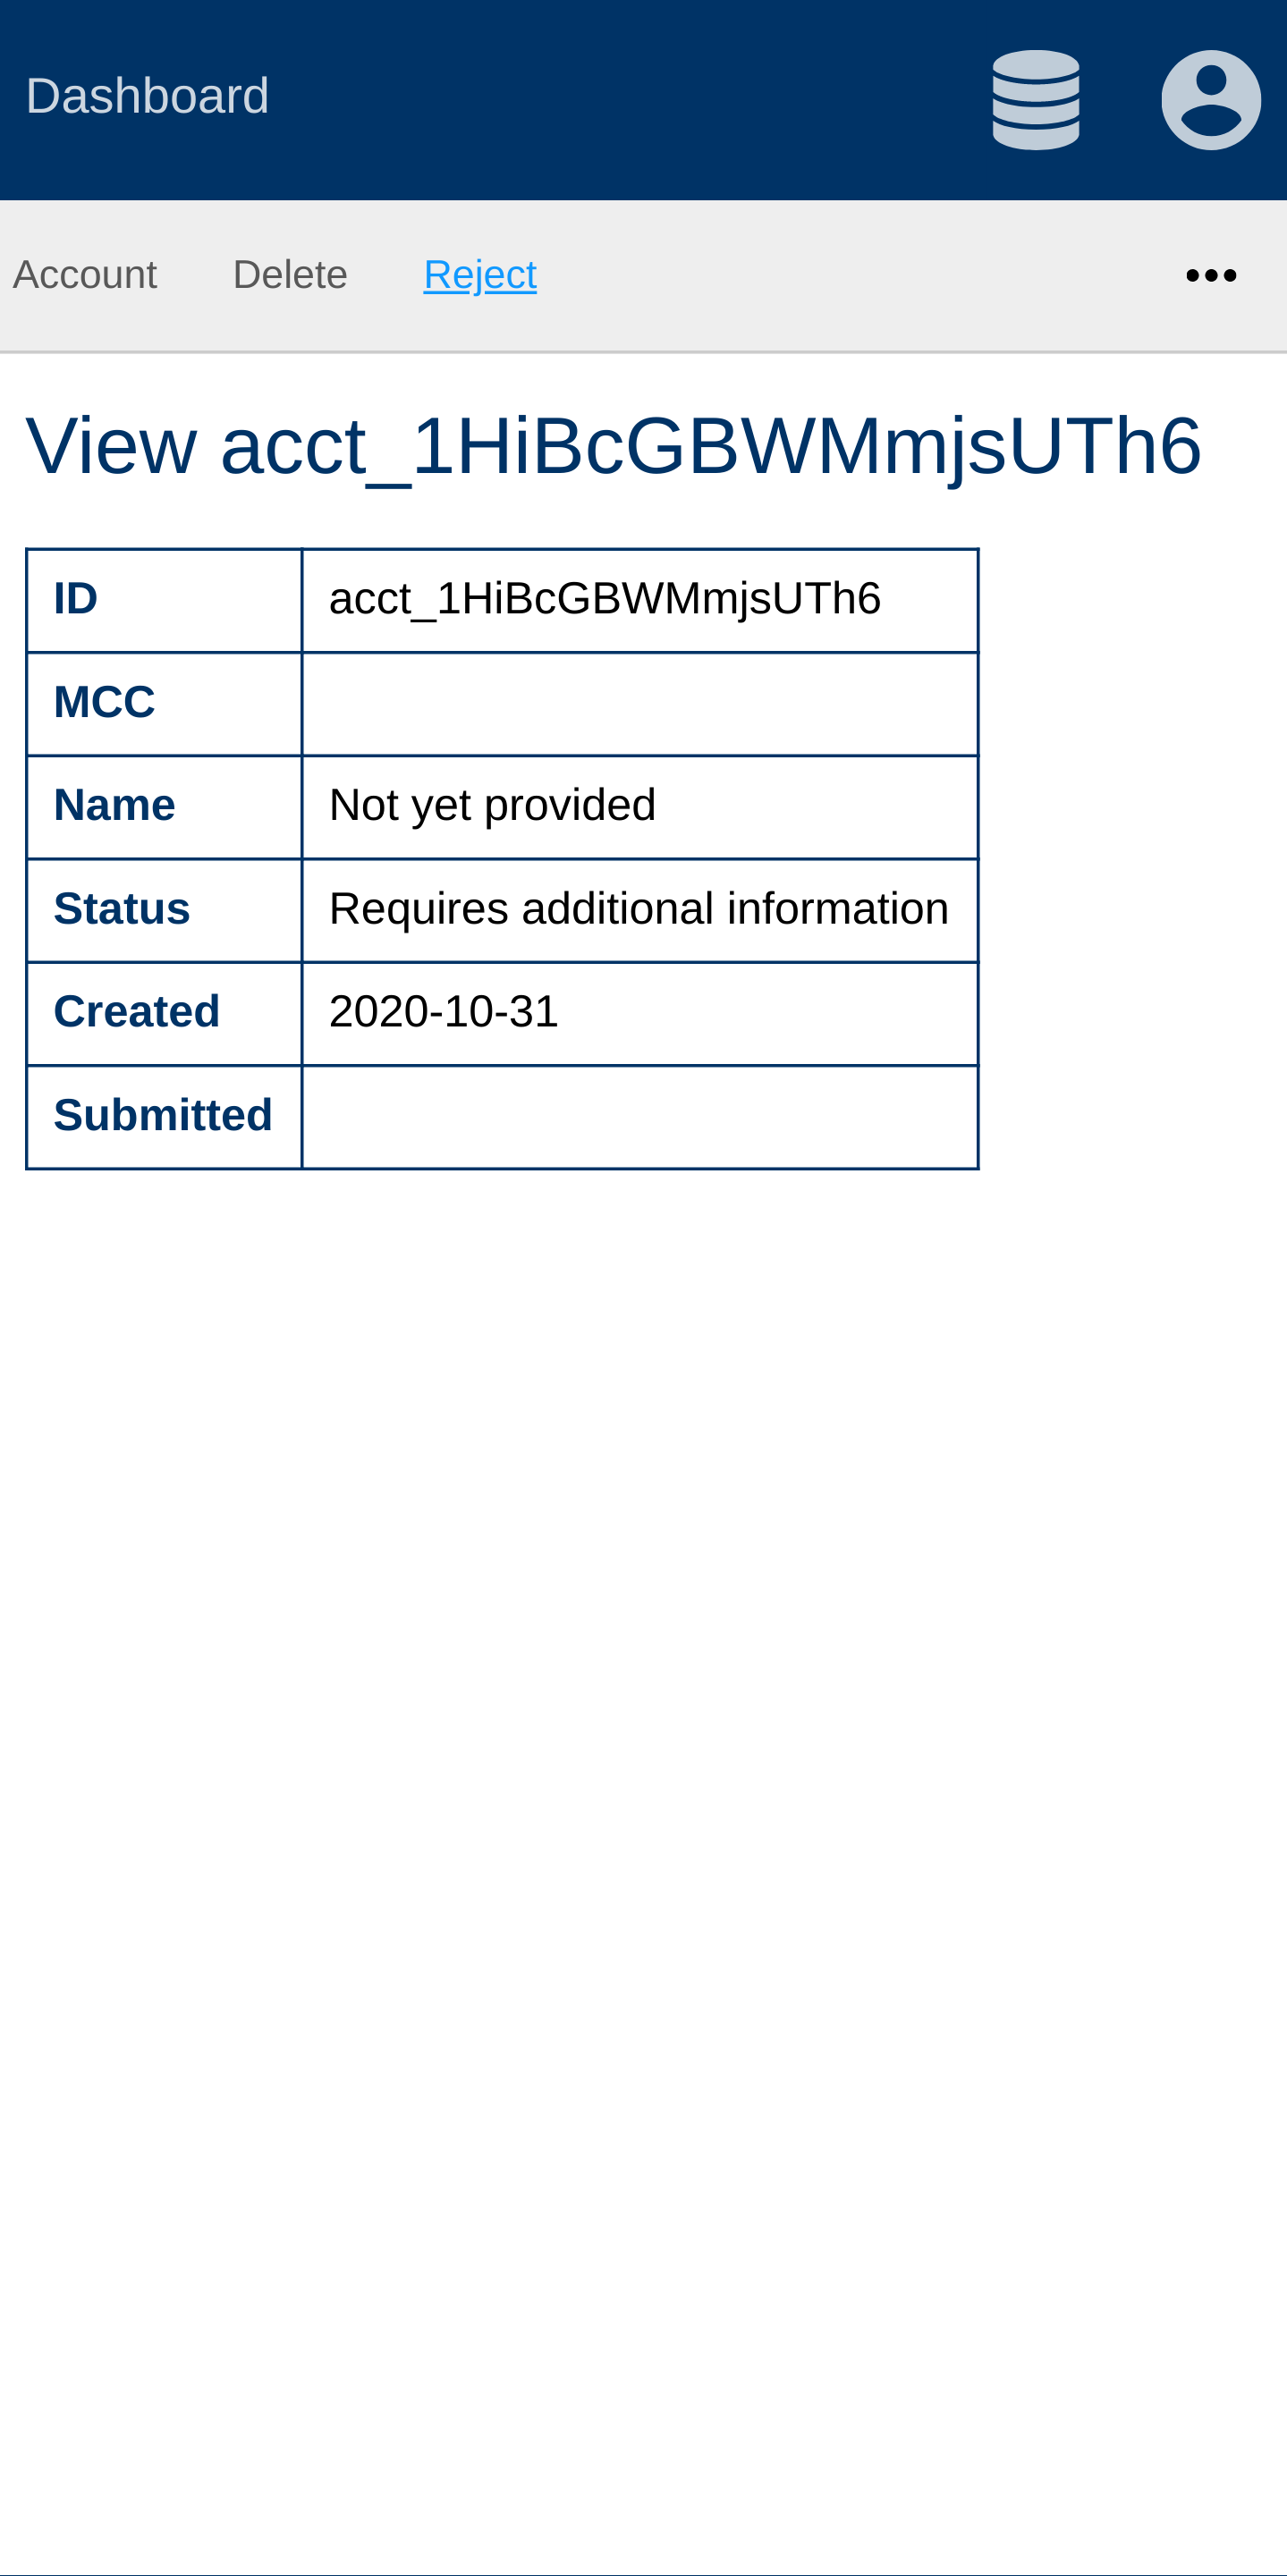 Dashboard
Account Delete Reject
View acct_1HiBcGBWMmjsUTh6
ID acct_1HiBcGBWMmjsUTh6
MCC
Name Not yet provided
Status Requires additional information
Created 2020-10-31
Submitted